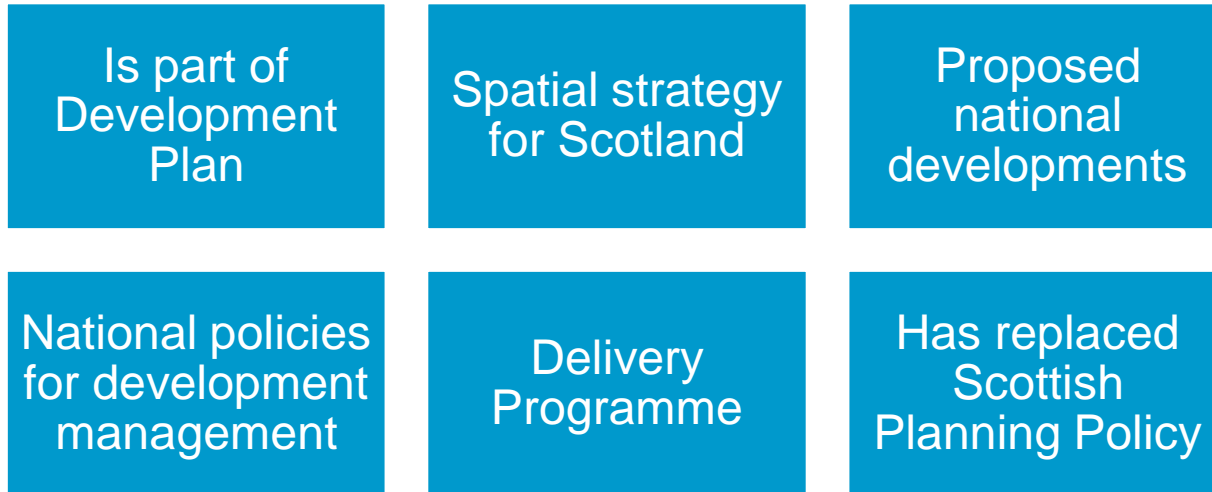 Is part of
Development
Plan
Spatial strategy
for Scotland
Proposed
national
developments
National policies
for development
management
Delivery
Programme
Has replaced
Scottish
Planning Policy